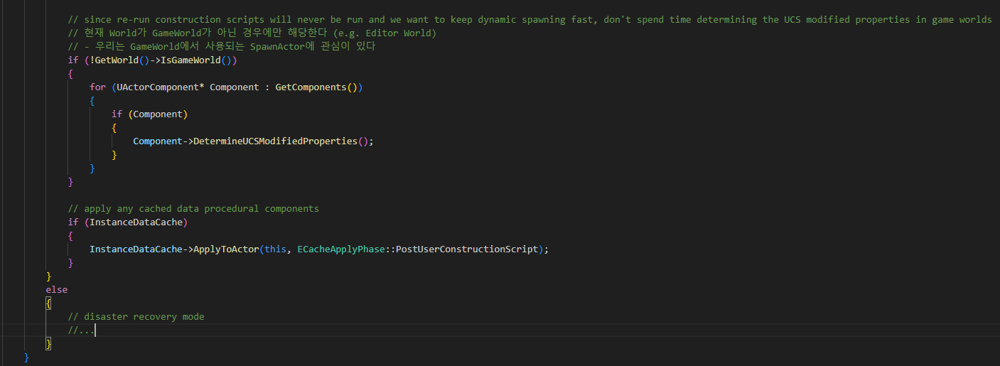 // since re-run construction scripts will never be run and we want to keep dynamic spawning fast, don't spend time determining the UCS modified properties in game worlds
// 현재 World가 GameWorld가 아닌 경우에만 해당한다 (e.g. Editor World)
// - 우리는 GameWorld에서 사용되는 SpawnActor에 관심이 있다
if (!GetWorld()->IsGameWorld())
{
for (UActorComponent* Component : GetComponents())
{
if (Component)
{
Component->DetermineUCSModifiedProperties();
}
}
}
// apply any cached data procedural components
if (InstanceDataCache)
{
InstanceDataCache->ApplyToActor(this, ECacheApplyPhase::PostUserConstructionScript);
}
}
else
{
// disaster recovery mode
//...
}
}